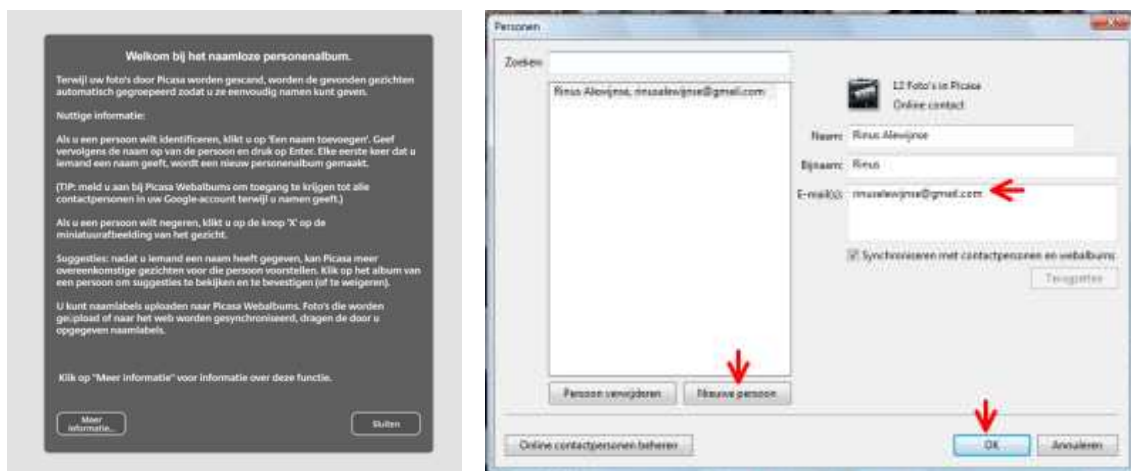 Welkom bij het naamloze personenalbum.
Terwijl uw foto's door Picasa worden gescand, worden de gevonden gezichten
automatisch gegroepeerd zodat u ze eenvoudig namen kunt geven.
Nuttige informatie:
Als u een persoon wilt identificeren, klikt u op 'Een naam toevoegen'. Geef
vervolgens de naam op van de persoon en druk op Enter. Elke eerste keer dat u
iemand een naam geeft, wordt een nieuw personenalbum gemaakt.
(TIP: meld u aan bij Picasa Webalbums om toegang te krijgen tot alle
contactpersonen in uw Google-account terwijl u namen geeft.)
Als u een persoon wilt negeren, klikt u op de knop 'X' op de
miniatuurafbeelding van het gezicht.
Suggesties: nadat u iemand een naam heeft gegeven, kan Picasa meer
overeenkomstige gezichten voor die persoon voorstellen. Klik op het album van
een persoon om suggesties te bekijken en te bevestigen (of te weigeren).
U kunt naamlabels uploaden naar Picasa Webalbums. Foto's die worden
geüpload of naar het web worden gesynchroniseerd, dragen de door u
opgegeven naamlabels.
Klik op "Meer informatie" voor informatie over deze functie.
Meer
informatie...
Sluiten
Personen
Zoeken:
Rinus Alewijnse, rinusalewijnse@gmail.com
12 Foto's in Picasa
Online contact
Naam: Rinus Alewijnse
Bijnaam: Rinus
E-mail(s): rinusalewijnse@gmail.com
Synchroniseren met contactpersonen en webalbums
Terugzetten
Persoon verwijderen
Nieuwe persoon
Online contactpersonen beheren
OK
Annuleren